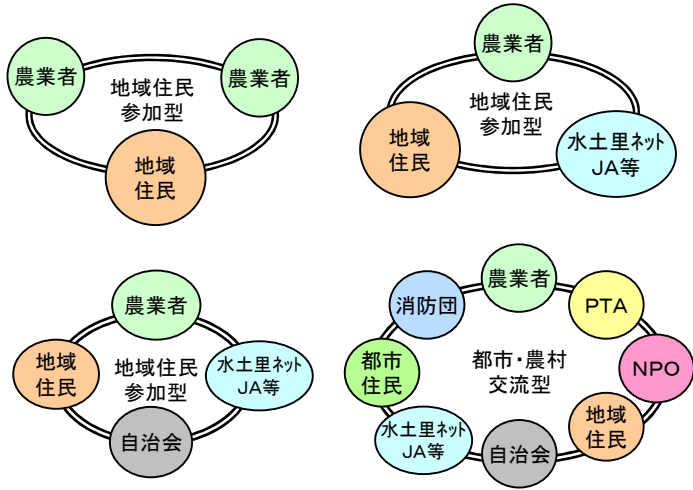 農業者
農業者
地域住民
参加型
地域
住民
農業者
地域住民
参加型
地域
住民
水土里ネット
JA等
農業者
地域
住民
地域住民
参加型
水土里ネット
JA等
自治会
農業者
消防団
PTA
都市
住民
都市・農村
交流型
NPO
水土里ネット
JA等
自治会
地域
住民